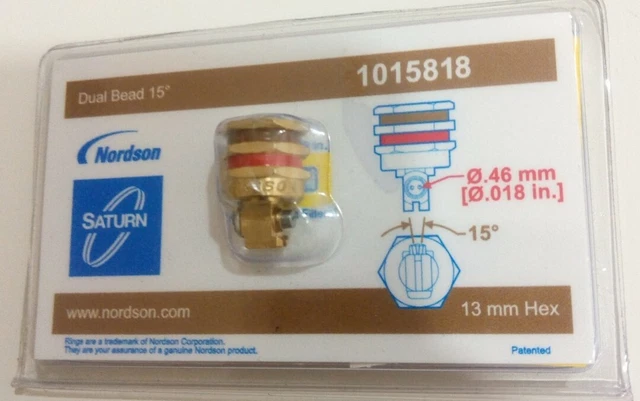 Dual Bead 15°
1015818
Nordson
SATURN
Ø.46 mm
[Ø.018 in.]
15°
www.nordson.com
13 mm Hex
Rings are a trademark of Nordson Corporation.
They are your assurance of a genuine Nordson product.
Patented